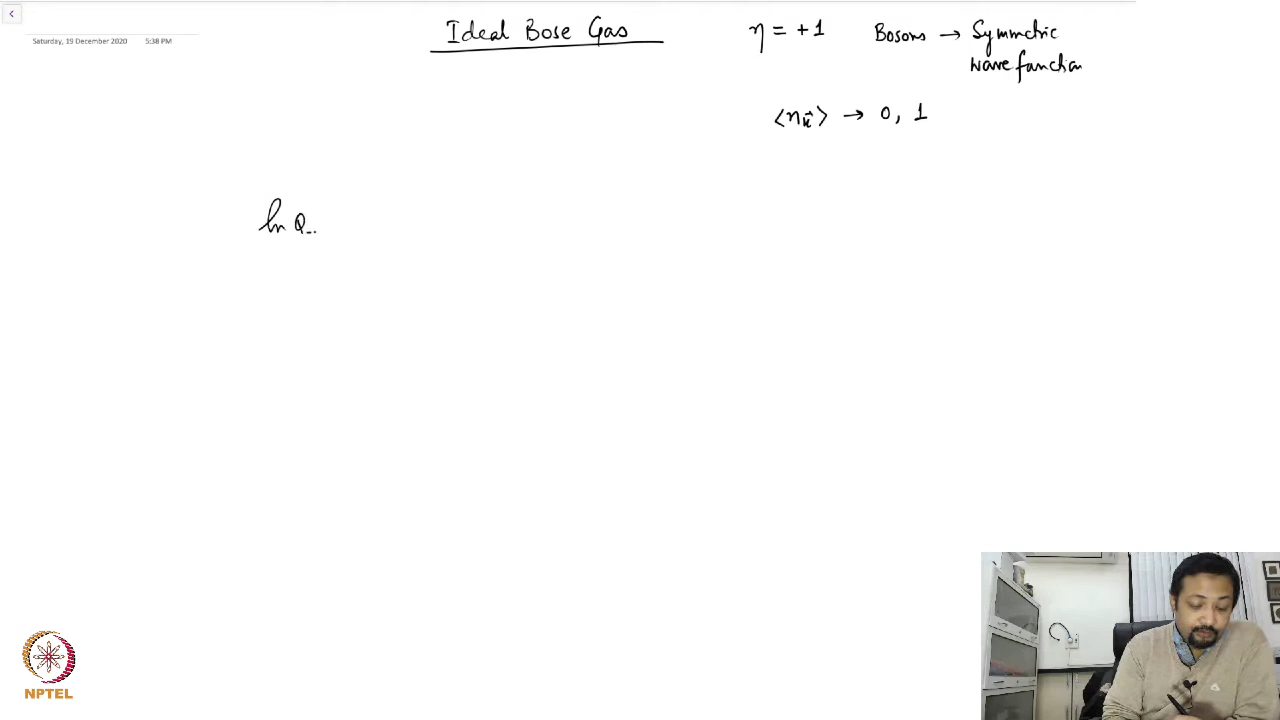 Ideal Bose Gas η = +1 Bosons → Symmetric
wave function
Saturday, 19 December 2020 5:38 PM
⟨n_k⃗⟩ → 0, 1
ln Q_
NPTEL